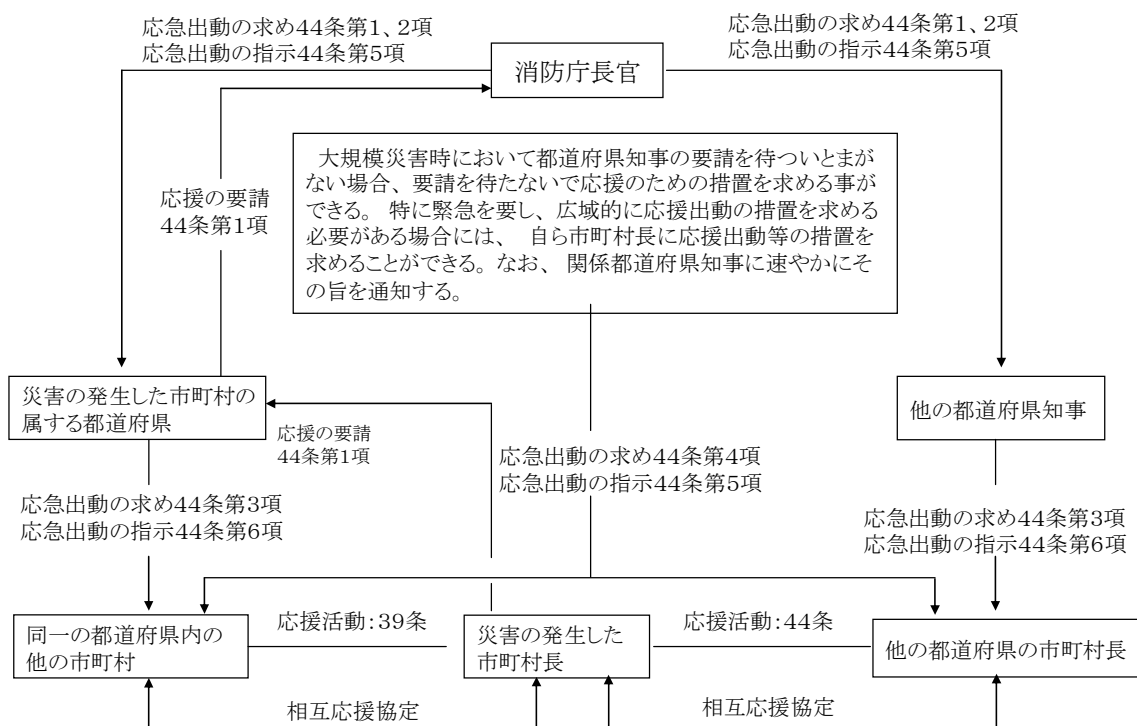 応急出動の求め44条第1、2項
応急出動の指示44条第5項
応急出動の求め44条第1、2項
応急出動の指示44条第5項
消防庁長官
大規模災害時において都道府県知事の要請を待ついとまが
ない場合、要請を待たないで応援のための措置を求める事が
できる。 特に緊急を要し、広域的に応援出動の措置を求める
必要がある場合には、 自ら市町村長に応援出動等の措置を
求めることができる。なお、 関係都道府県知事に速やかにそ
の旨を通知する。
応援の要請
44条第1項
災害の発生した市町村の
属する都道府県
他の都道府県知事
応援の要請
44条第1項
応急出動の求め44条第4項
応急出動の指示44条第5項
応急出動の求め44条第3項
応急出動の指示44条第6項
応急出動の求め44条第3項
応急出動の指示44条第6項
同一の都道府県内の
他の市町村
応援活動:39条
災害の発生した
市町村長
応援活動:44条
他の都道府県の市町村長
相互応援協定
相互応援協定